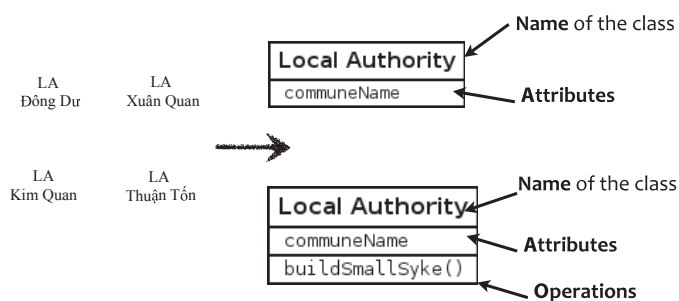 LA
Đông Dư
LA
Xuân Quan
LA
Kim Quan
LA
Thuận Tốn
Local Authority
communeName
Name of the class
Attributes
Local Authority
communeName
buildSmallSyke()
Name of the class
Attributes
Operations